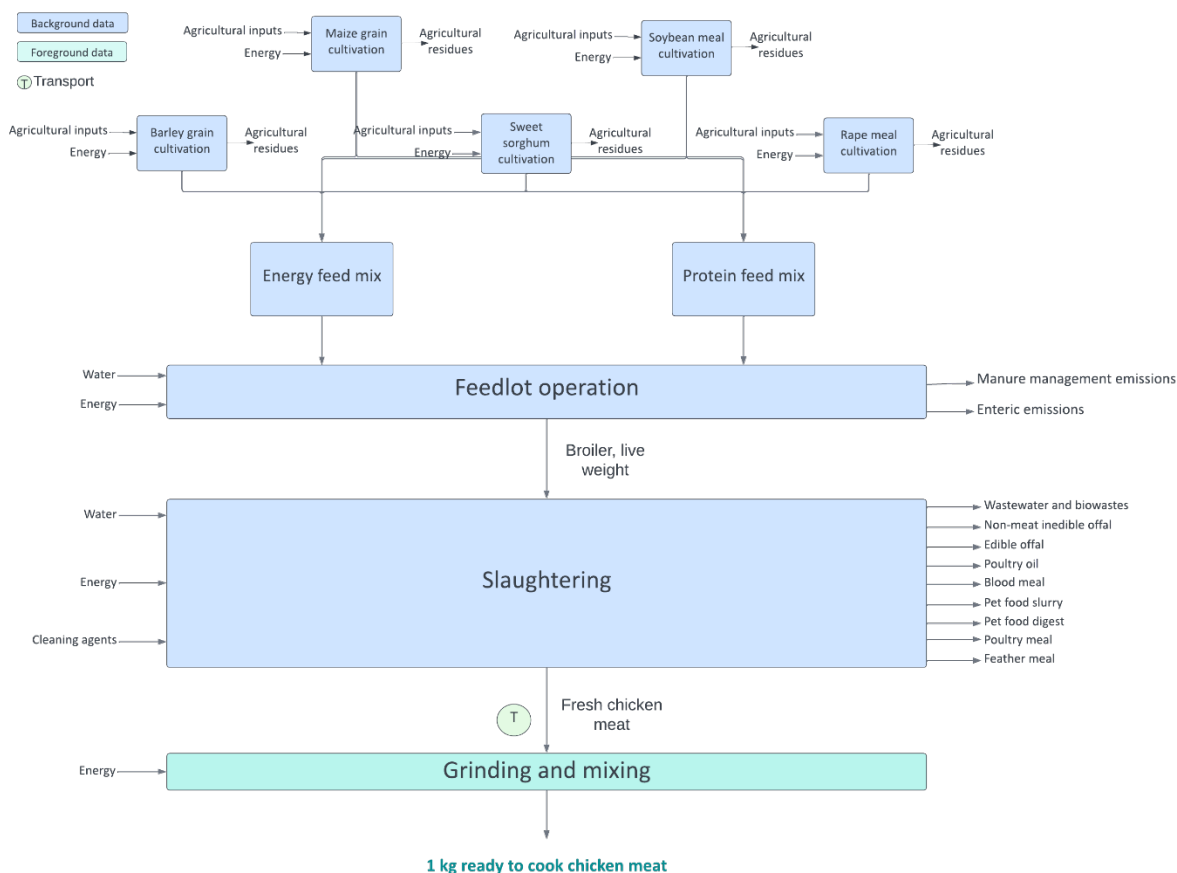 Background data
Foreground data
T Transport
Agricultural inputs
Energy
Maize grain
cultivation
Agricultural
residues
Agricultural inputs
Energy
Soybean meal
cultivation
Agricultural
residues
Agricultural inputs
Energy
Barley grain
cultivation
Agricultural
residues
Agricultural inputs
Energy
Sweet
sorghum
cultivation
Agricultural
residues
Agricultural inputs
Energy
Rape meal
cultivation
Agricultural
residues
Energy feed mix
Protein feed mix
Water
Energy
Feedlot operation
Manure management emissions
Enteric emissions
Broiler, live
weight
Water
Energy
Cleaning agents
Slaughtering
Wastewater and biowastes
Non-meat inedible offal
Edible offal
Poultry oil
Blood meal
Pet food slurry
Pet food digest
Poultry meal
Feather meal
T
Fresh chicken
meat
Energy
Grinding and mixing
1 kg ready to cook chicken meat